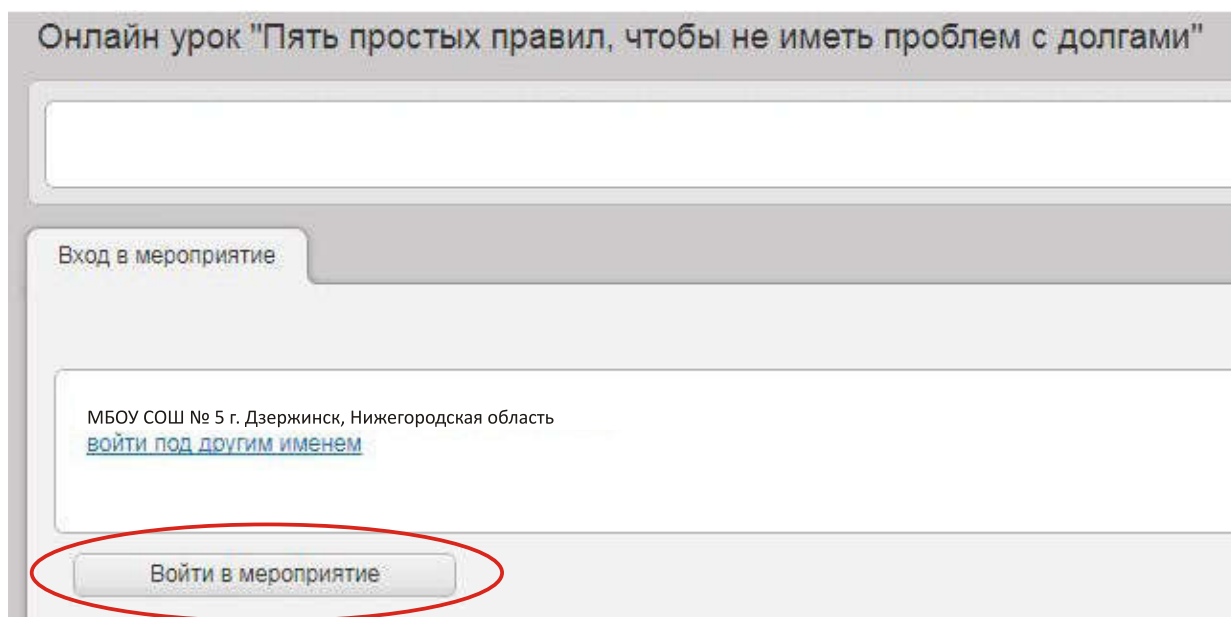 Онлайн урок "Пять простых правил, чтобы не иметь проблем с долгами"
Вход в мероприятие
МБОУ СОШ № 5 г. Дзержинск, Нижегородская область
войти под другим именем
Войти в мероприятие